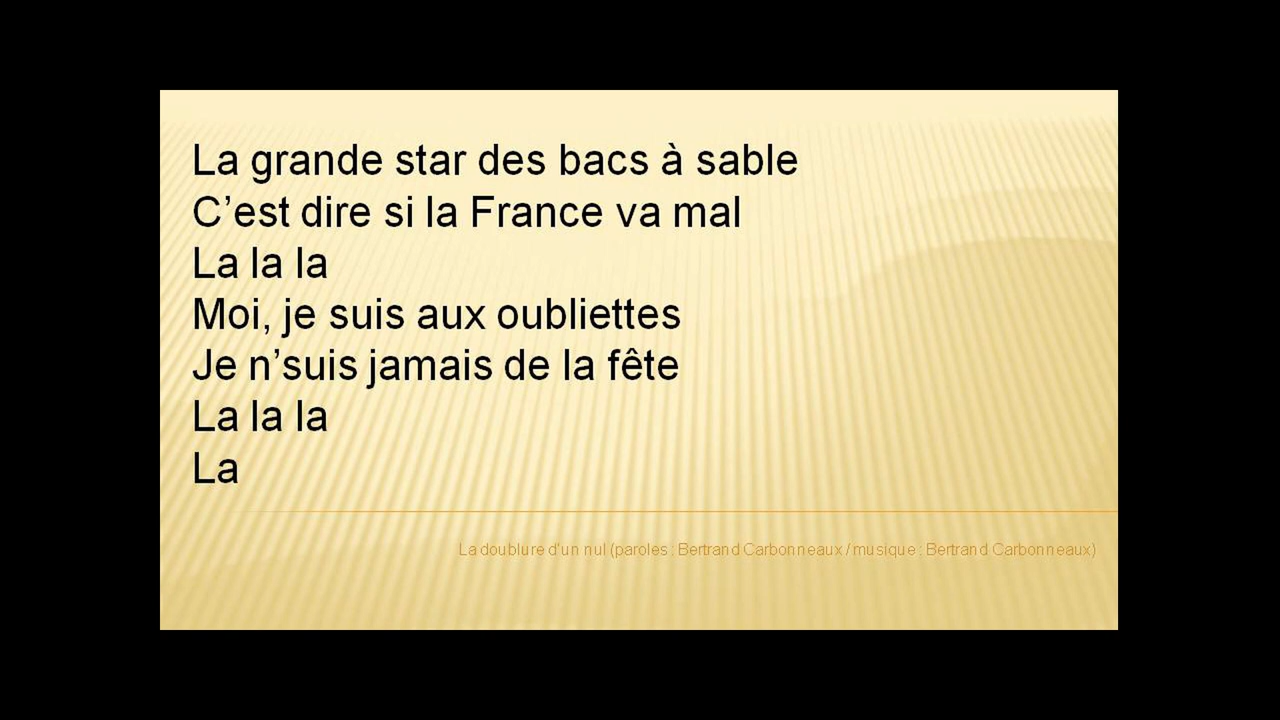 La grande star des bacs à sable
C’est dire si la France va mal
La la la
Moi, je suis aux oubliettes
Je n’suis jamais de la fête
La la la
La
La doublure d’un nul (paroles : Bertrand Carbonneaux / musique : Bertrand Carbonneaux)